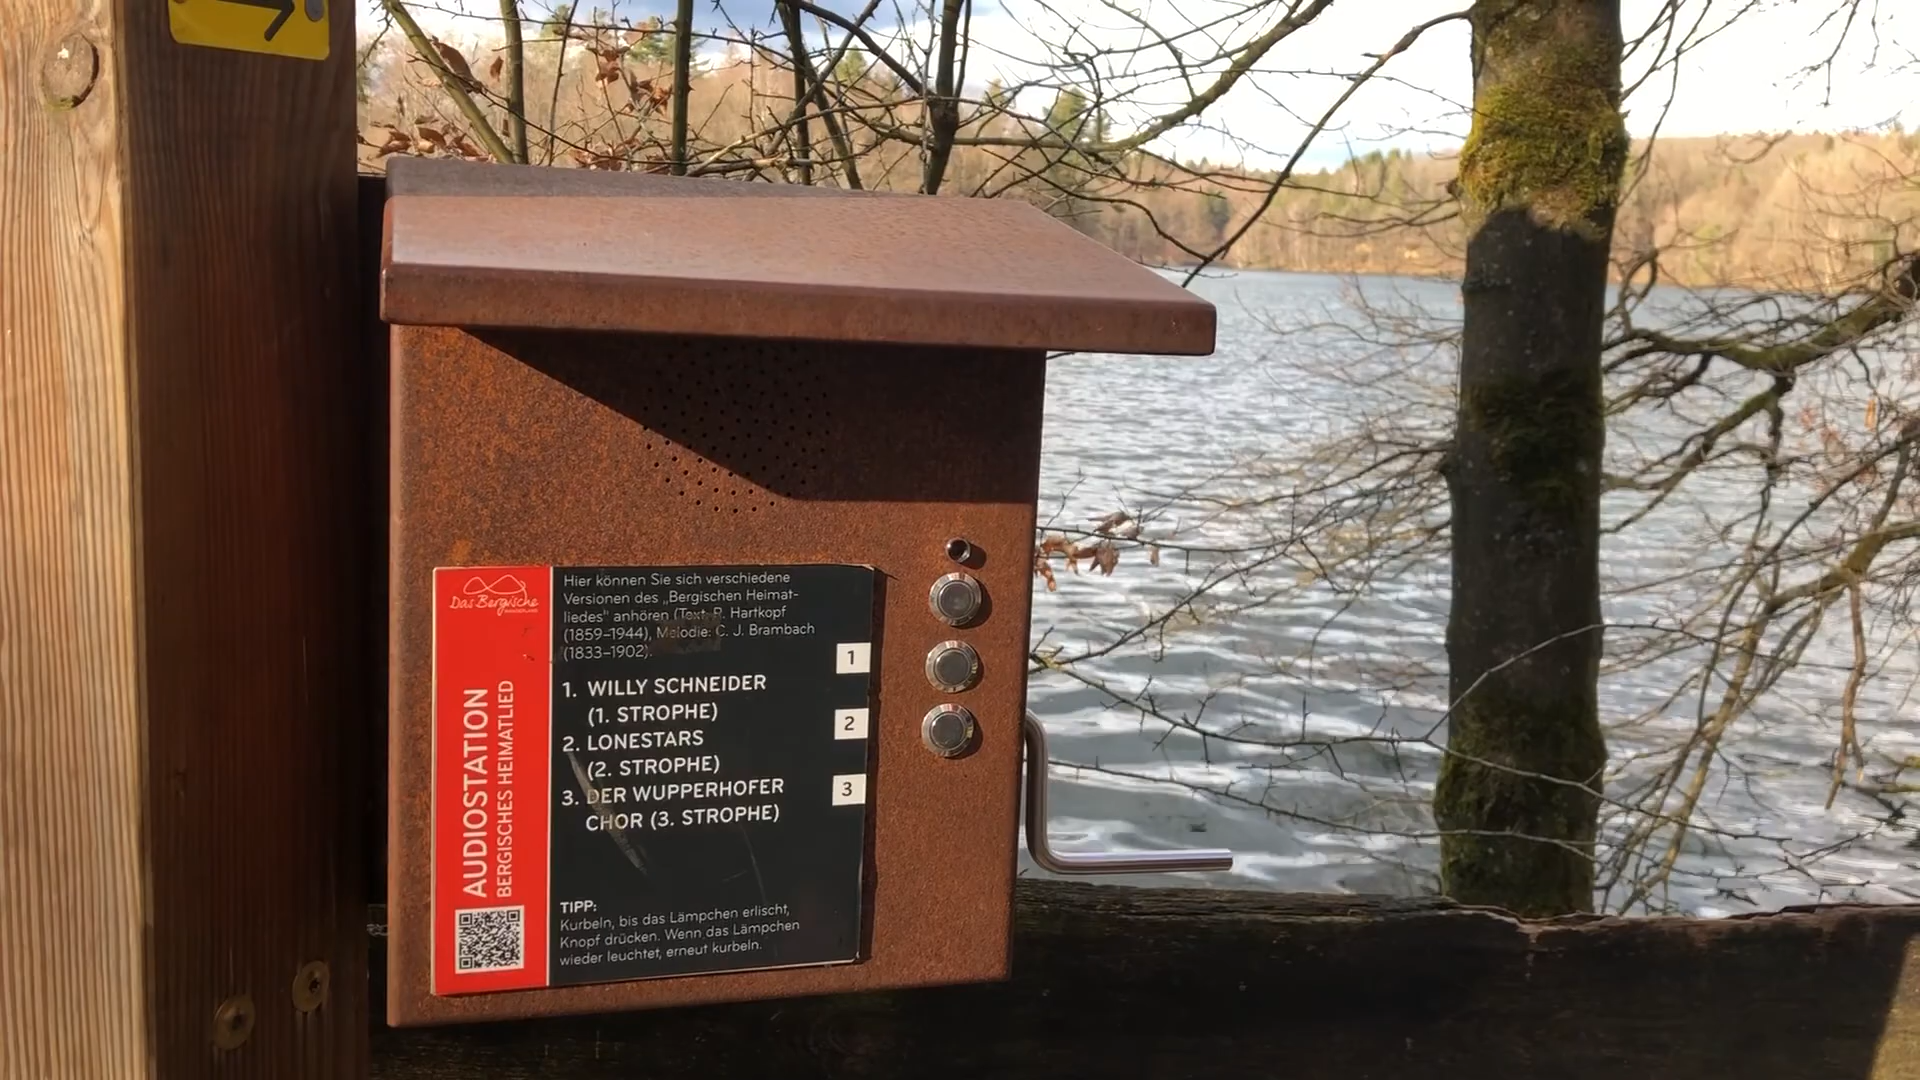 Das Bergische
Hier können Sie sich verschiedene
Versionen des „Bergischen Heimat-
liedes" anhören (Text: P. Hartkopf
(1859–1944), Melodie: C. J. Brambach
(1833–1902).
1. WILLY SCHNEIDER
(1. STROPHE)
2. LONESTARS
(2. STROPHE)
3. DER WUPPERHOFER
CHOR (3. STROPHE)
1
2
3
TIPP:
Kurbeln, bis das Lämpchen erlischt,
Knopf drücken. Wenn das Lämpchen
wieder leuchtet, erneut kurbeln.
AUDIOSTATION
BERGISCHES HEIMATLIED